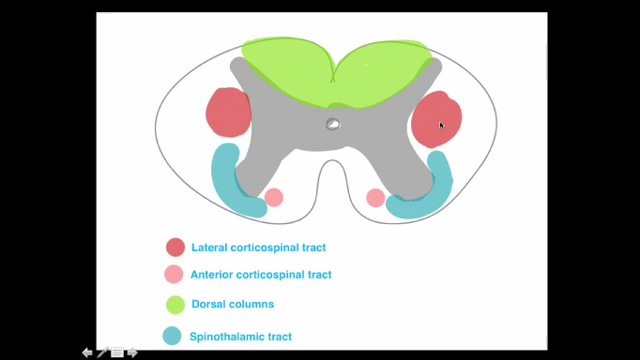 Lateral corticospinal tract
Anterior corticospinal tract
Dorsal columns
Spinothalamic tract